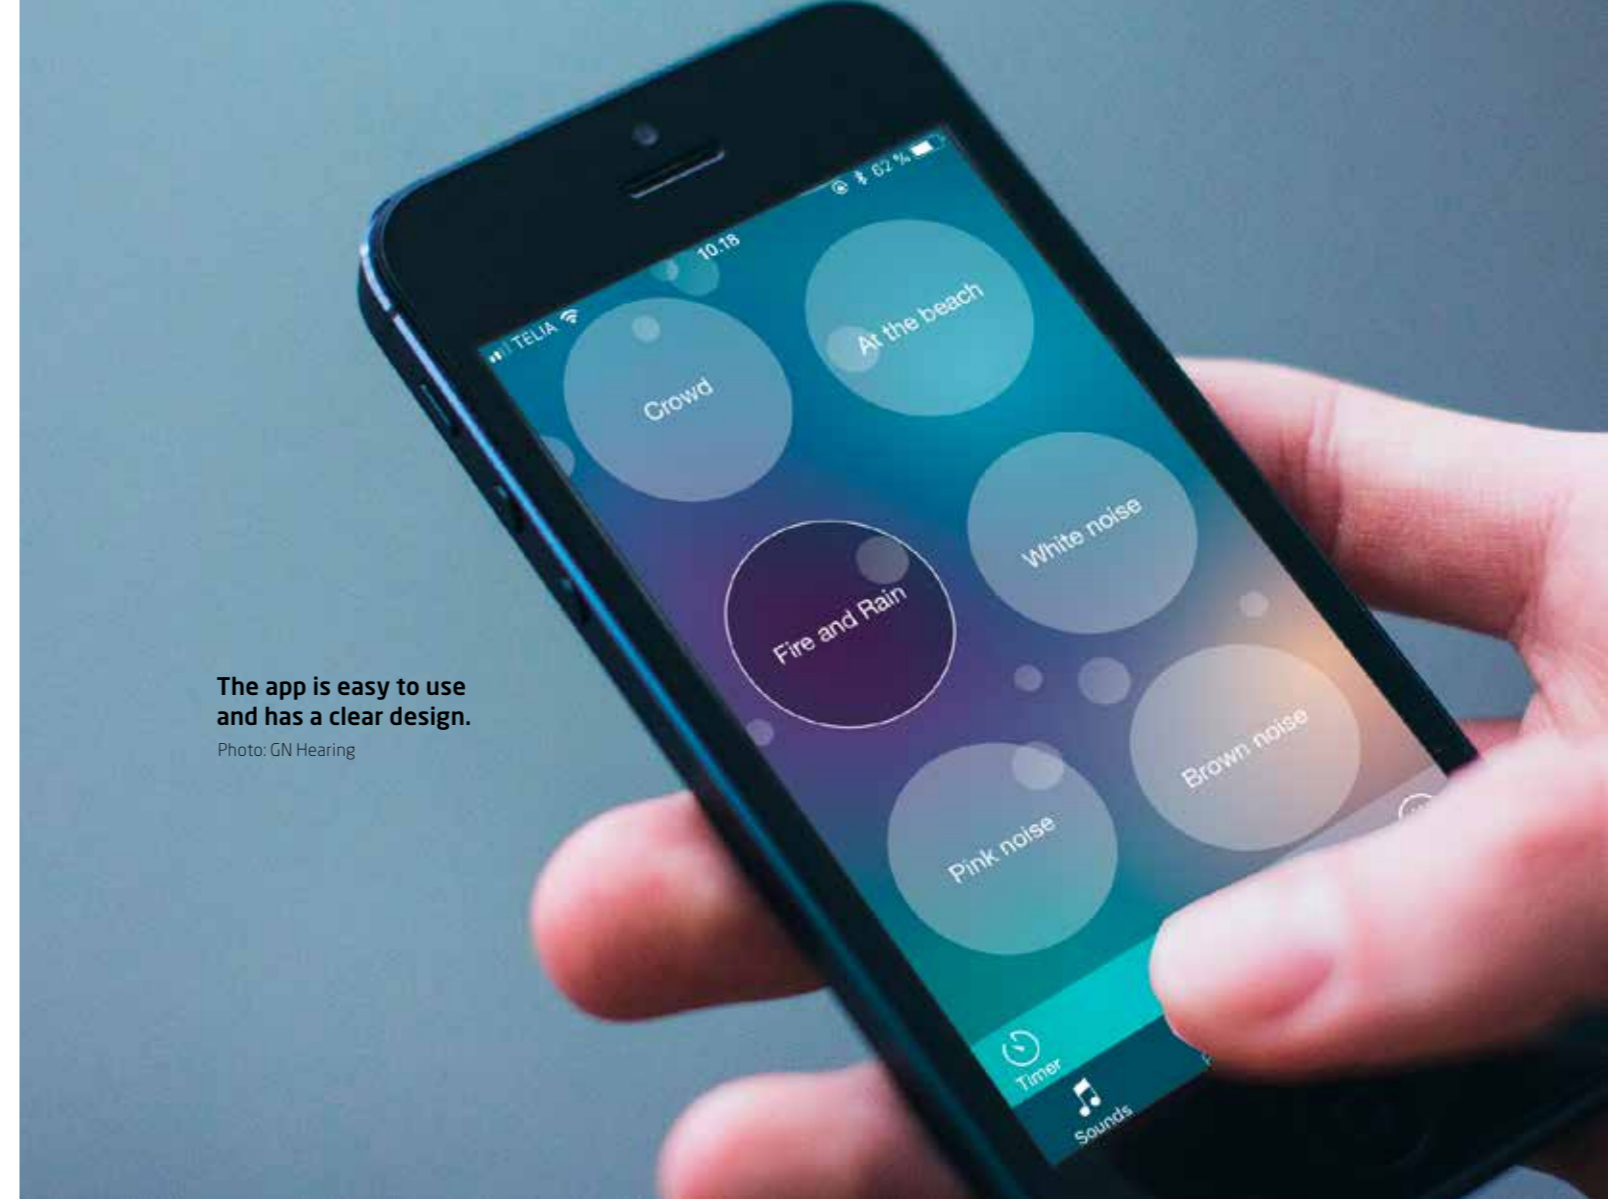 TELIA
10.18
62 %
Crowd
At the beach
Fire and Rain
White noise
Pink noise
Brown noise
Timer
Sounds
The app is easy to use
and has a clear design.
Photo: GN Hearing